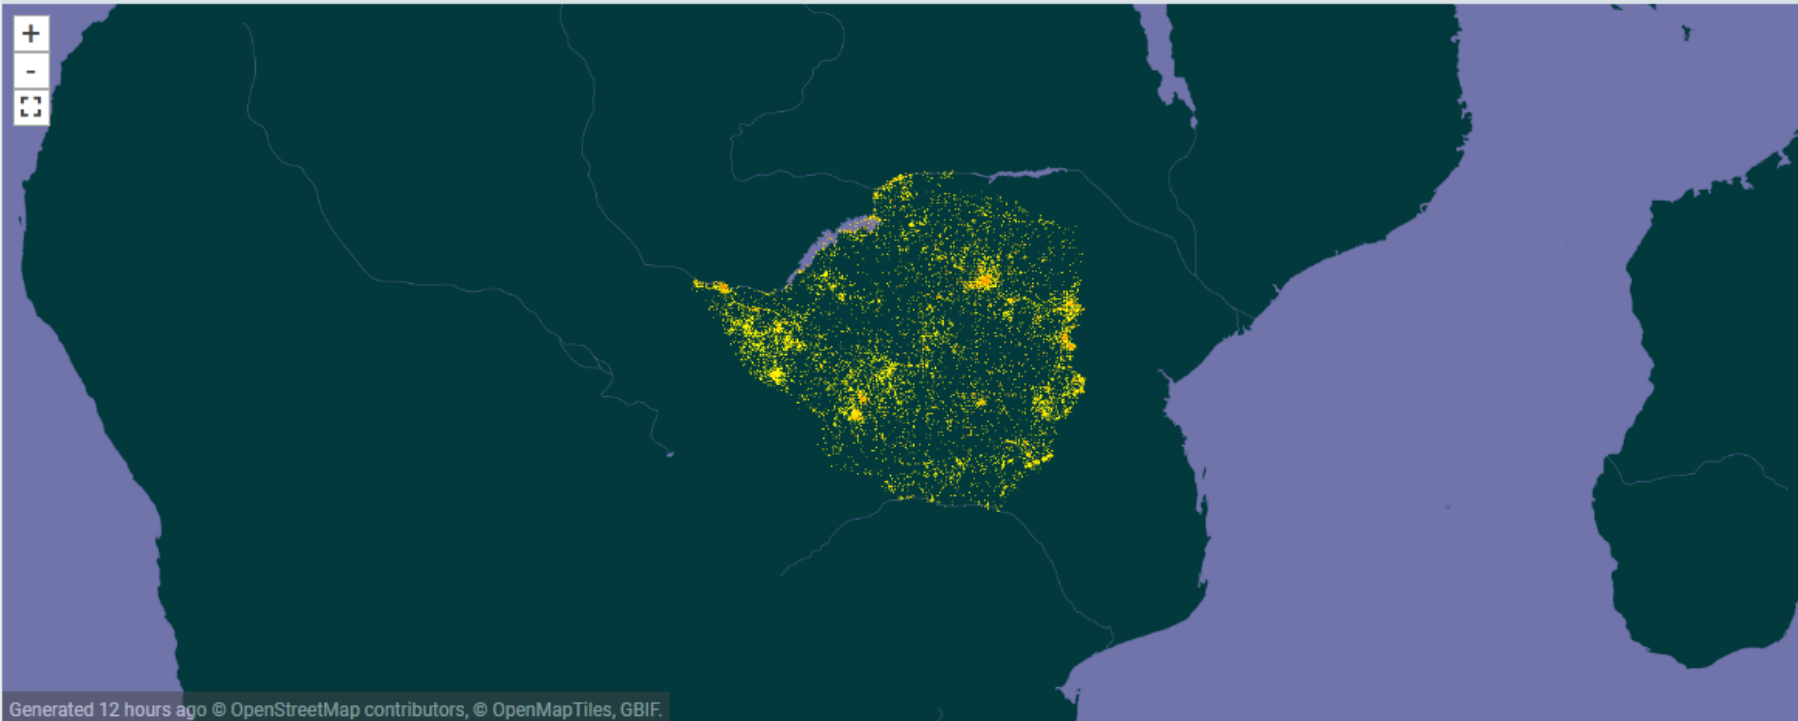 +
-
Generated 12 hours ago © OpenStreetMap contributors, © OpenMapTiles, GBIF.